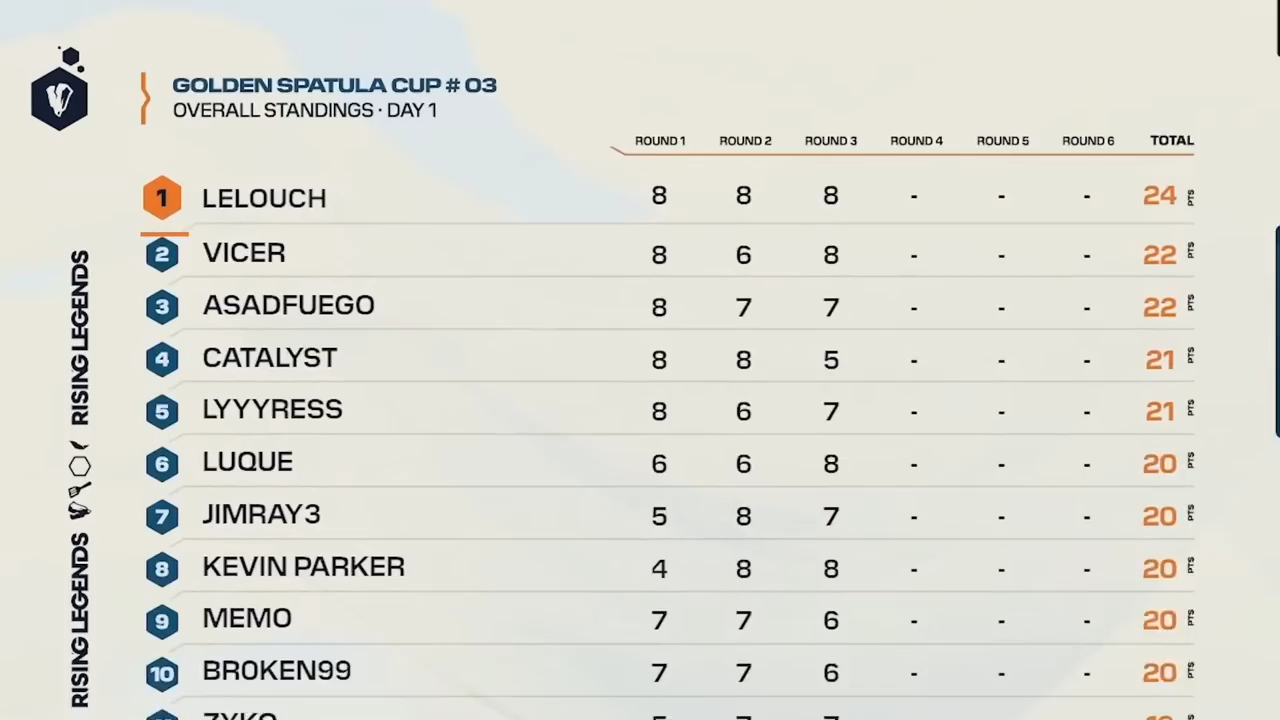 GOLDEN SPATULA CUP # 03
OVERALL STANDINGS · DAY 1
ROUND 1 ROUND 2 ROUND 3 ROUND 4 ROUND 5 ROUND 6 TOTAL
1 LELOUCH 8 8 8 - - - 24 PTS
2 VICER 8 6 8 - - - 22 PTS
3 ASADFUEGO 8 7 7 - - - 22 PTS
4 CATALYST 8 8 5 - - - 21 PTS
5 LYYYRESS 8 6 7 - - - 21 PTS
6 LUQUE 6 6 8 - - - 20 PTS
7 JIMRAY3 5 8 7 - - - 20 PTS
8 KEVIN PARKER 4 8 8 - - - 20 PTS
9 MEMO 7 7 6 - - - 20 PTS
10 BR0KEN99 7 7 6 - - - 20 PTS
RISING LEGENDS
RISING LEGENDS